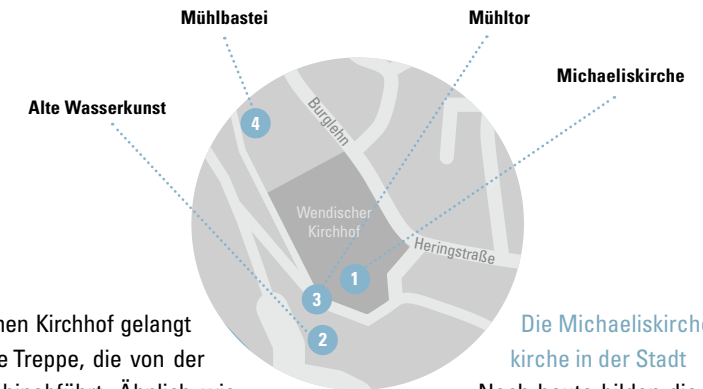 Mühlbastei
Mühltor
Michaeliskirche
Alte Wasserkunst
4
Burglehn
Wendischer
Kirchhof
Heringstraße
1
3
2
hen Kirchhof gelangt
e Treppe, die von der
Die Michaeliskirche
kirche in der Stadt